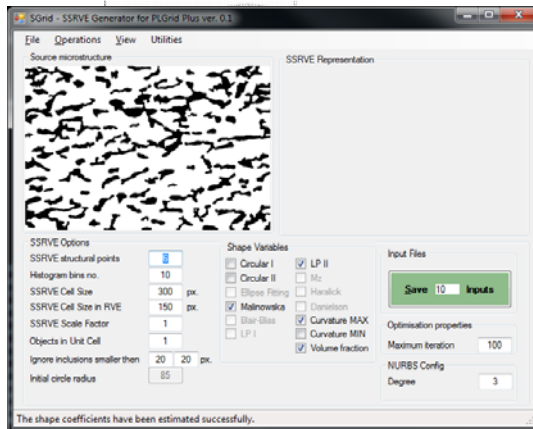 SGrid - SSRVE Generator for PLGrid Plus ver. 0.1
File Operations View Utilities
Source microstructure
SSRVE Representation
SSRVE Options
SSRVE structural points 6
Histogram bins no. 10
SSRVE Cell Size 300 px.
SSRVE Cell Size in RVE 150 px.
SSRVE Scale Factor 1
Objects in Unit Cell 1
Ignore inclusions smaller then 20 20 px.
Initial circle radius 85
Shape Variables
Circular I
Circular II
Ellipse Fitting
Malinowska
Blair-Bliss
LP I
LP II
Mz
Haralick
Danielson
Curvature MAX
Curvature MIN
Volume fraction
Input Files
Save 10 Inputs
Optimisation properties
Maximum iteration 100
NURBS Config
Degree 3
The shape coefficients have been estimated successfully.